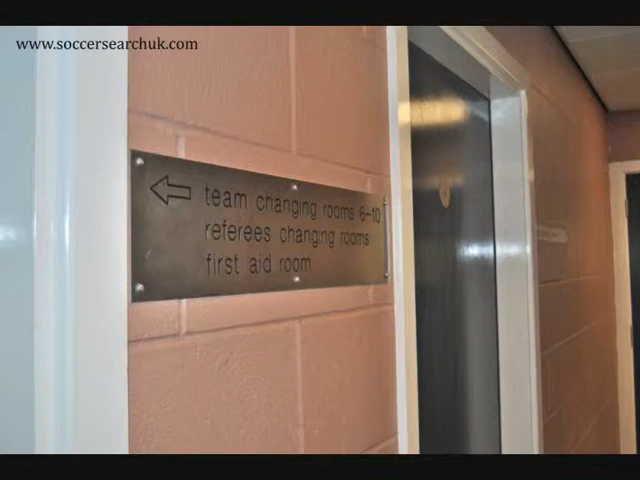 www.soccersearchuk.com
team changing rooms 6-10
referees changing rooms
first aid room